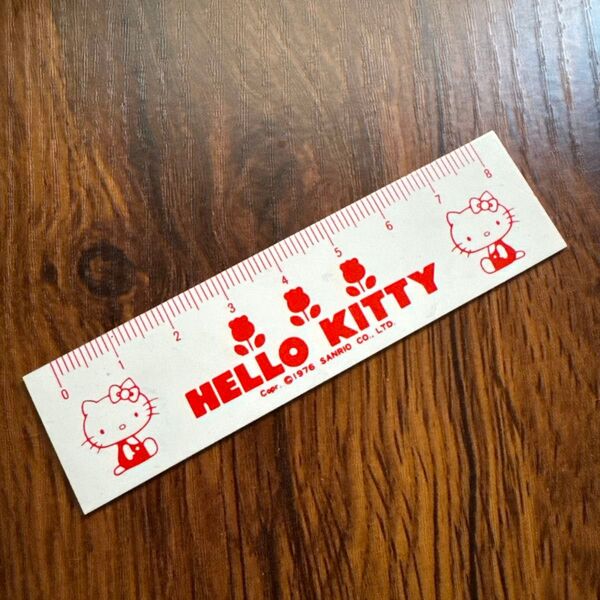 0 1 2 3 4 5 6 7 8
HELLO KITTY
Copr. ©1976 SANRIO CO., LTD.